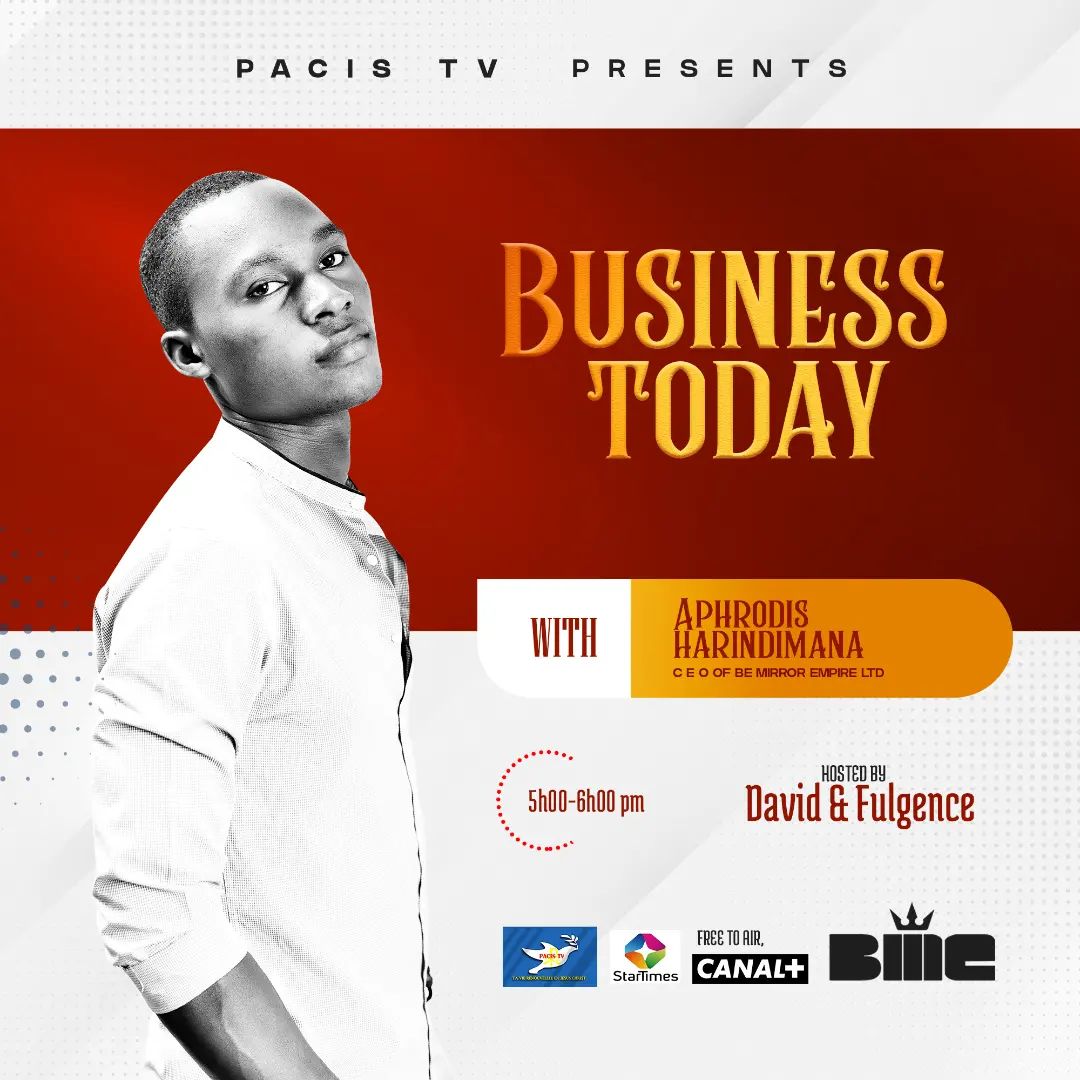 PACIS TV PRESENTS
BUSINESS
TODAY
WITH
APHRODIS
HARINDIMANA
C E O OF BE MIRROR EMPIRE LTD
5h00-6h00 pm
HOSTED BY
David & Fulgence
PACIS TV
StarTimes
FREE TO AIR,
CANAL+
BME